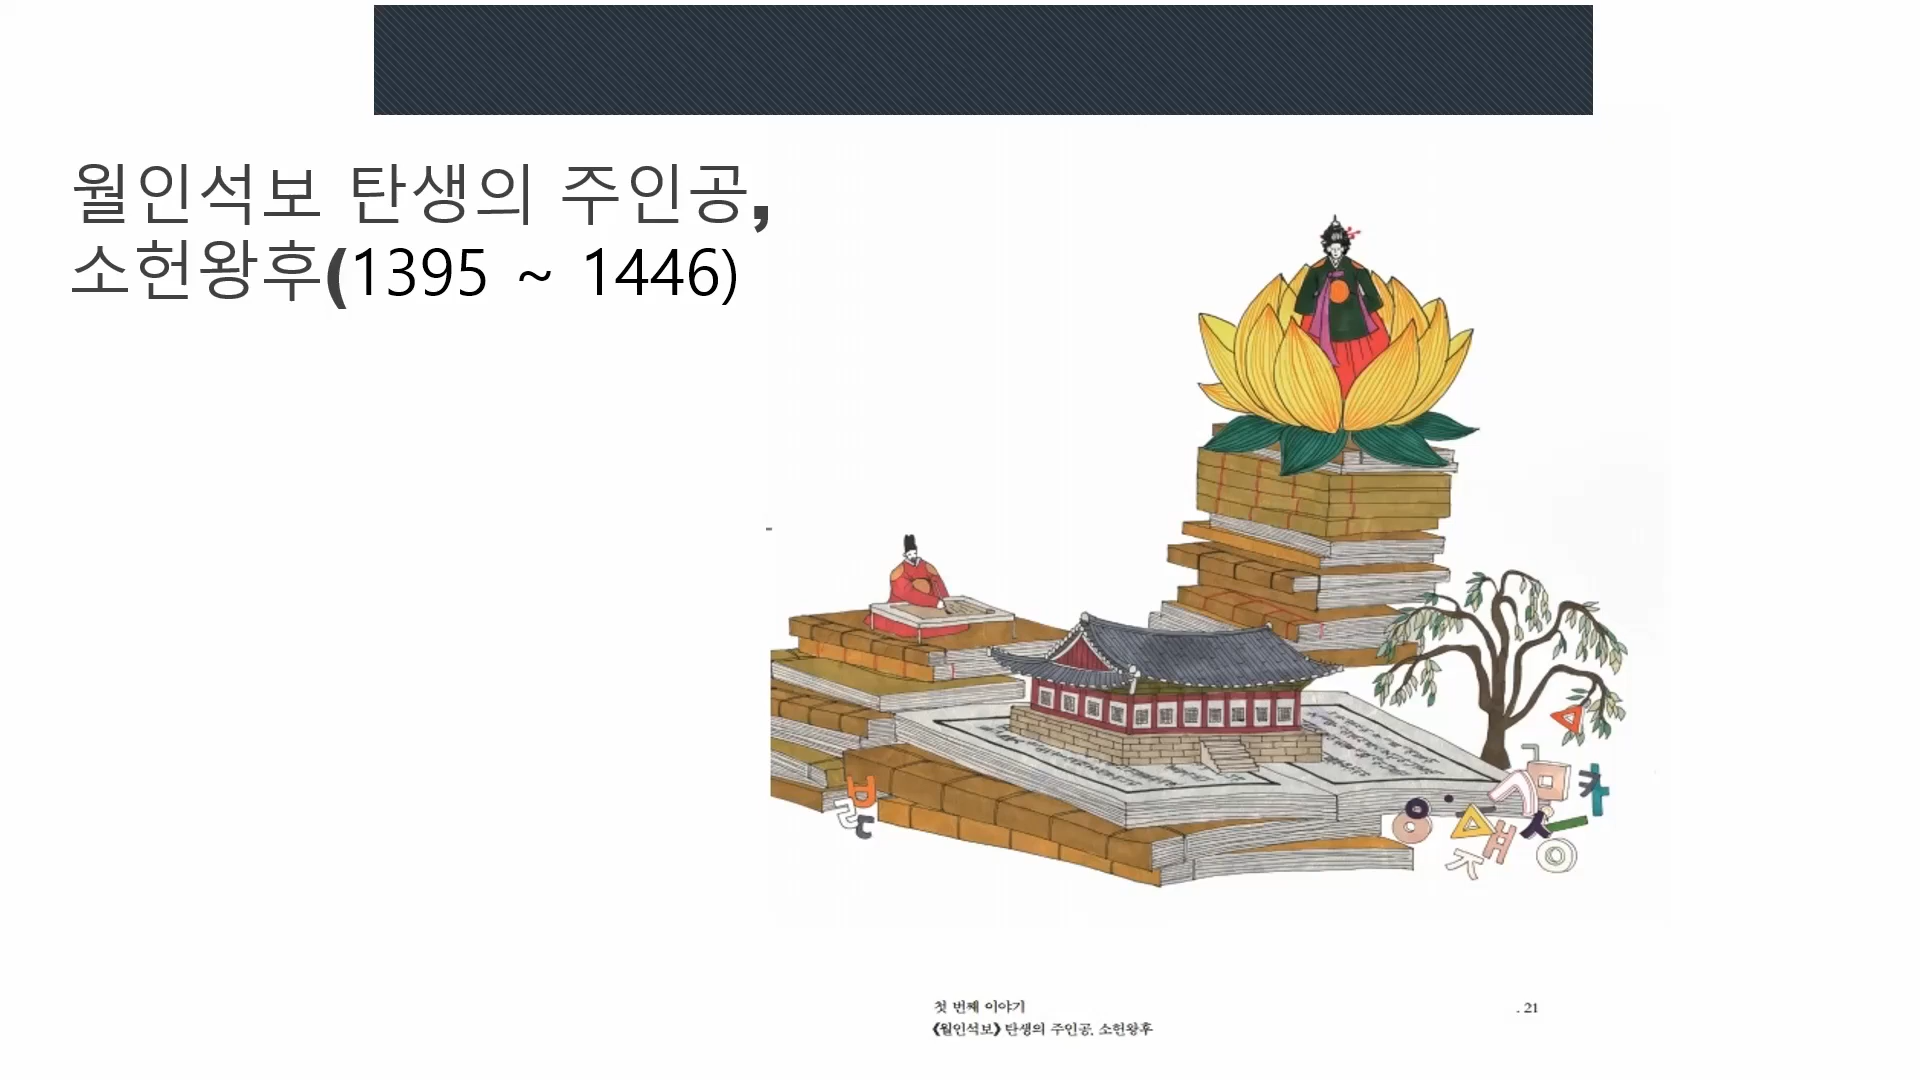 월인석보 탄생의 주인공,
소헌왕후(1395 ~ 1446)
첫 번째 이야기
. 21
《월인석보》 탄생의 주인공, 소헌왕후